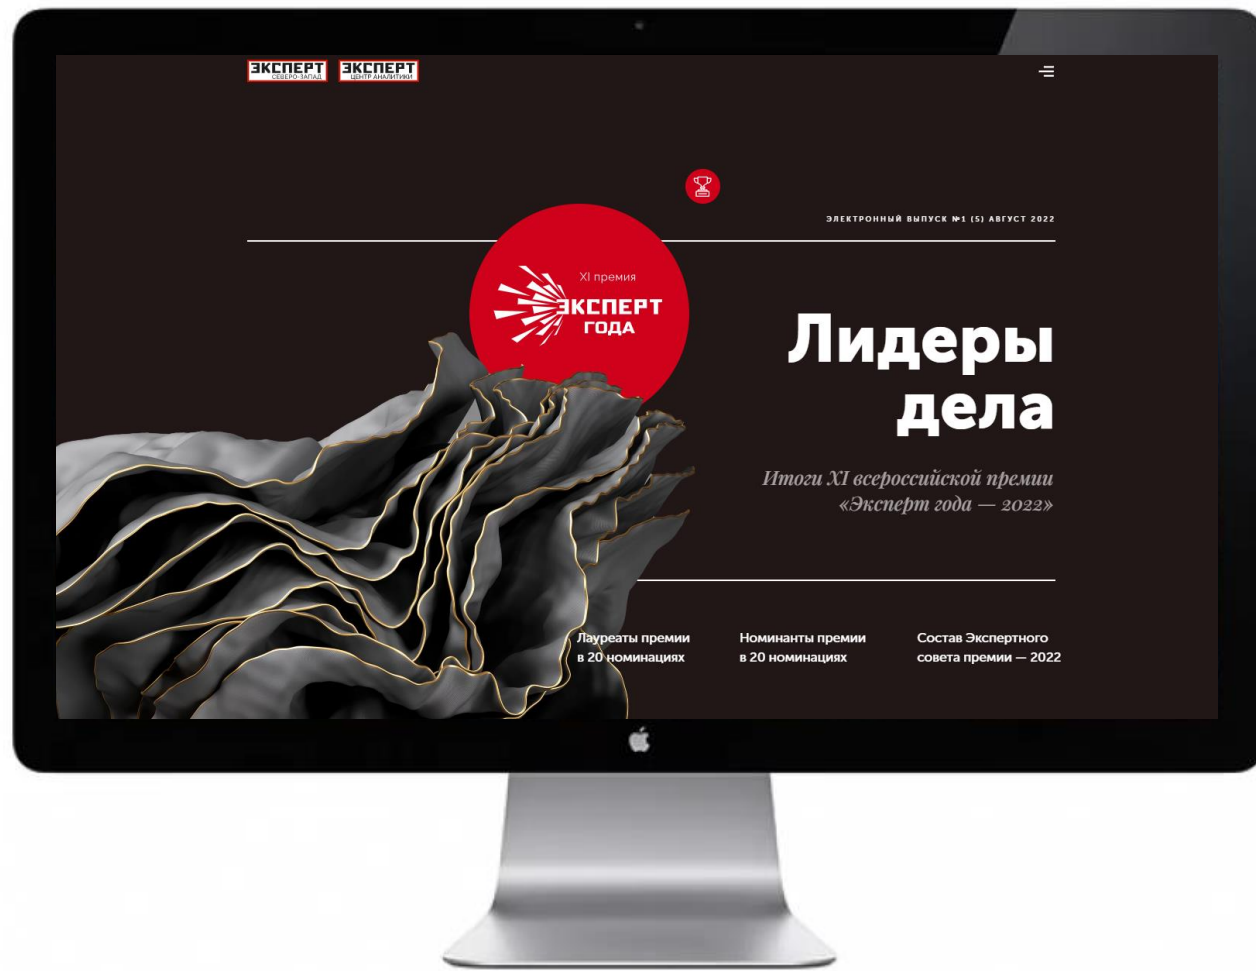 ЭКСПЕРТ
СЕВЕРО-ЗАПАД
ЭКСПЕРТ
ЦЕНТР АНАЛИТИКИ
ЭЛЕКТРОННЫЙ ВЫПУСК №1 (5) АВГУСТ 2022
XI премия
ЭКСПЕРТ
ГОДА
Лидеры
дела
Итоги XI всероссийской премии
«Эксперт года — 2022»
Лауреаты премии
в 20 номинациях
Номинанты премии
в 20 номинациях
Состав Экспертного
совета премии — 2022